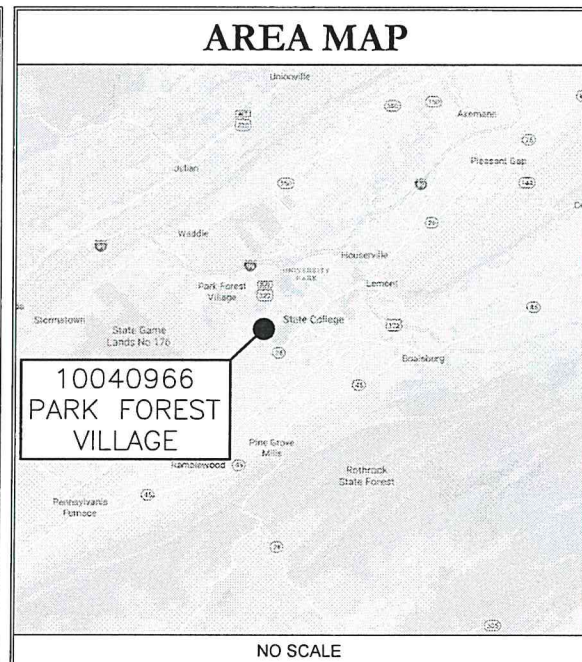 AREA MAP
Unionville
Axemann
Pleasant Gap
Julian
Waddle
Houserville
UNIVERSITY
PARK
Park Forest
Village
Lemont
Stormstown
State College
State Game
Lands No 176
Boalsburg
10040966
PARK FOREST
VILLAGE
Pine Grove
Mills
Ramblewood
Rothrock
State Forest
Pennsylvania
Furnace
NO SCALE